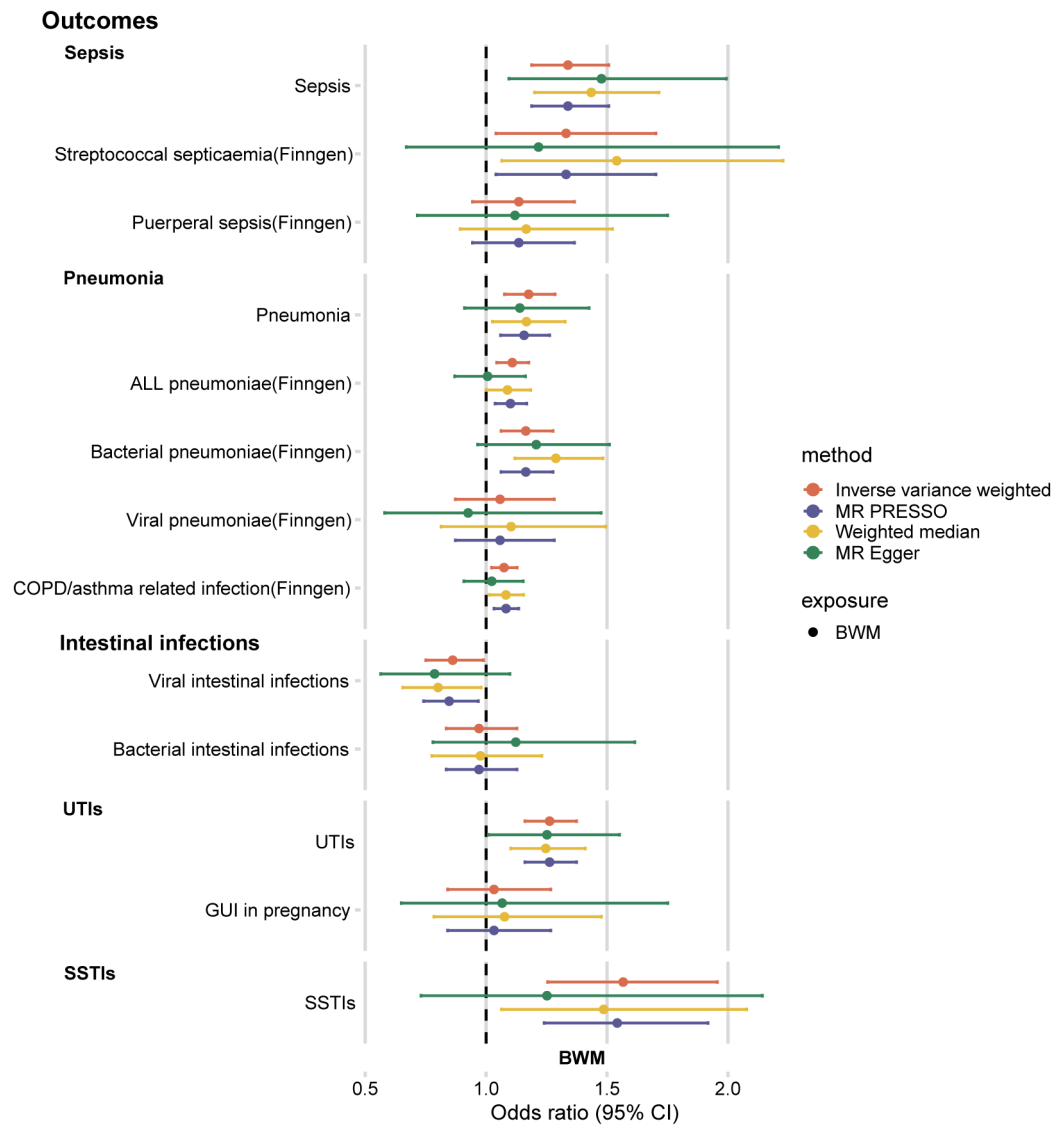 Outcomes
Sepsis
Sepsis
Streptococcal septicaemia(Finngen)
Puerperal sepsis(Finngen)
Pneumonia
Pneumonia
ALL pneumoniae(Finngen)
Bacterial pneumoniae(Finngen)
Viral pneumoniae(Finngen)
COPD/asthma related infection(Finngen)
Intestinal infections
Viral intestinal infections
Bacterial intestinal infections
UTIs
UTIs
GUI in pregnancy
SSTIs
SSTIs
BWM
0.5 1.0 1.5 2.0
Odds ratio (95% CI)
method
Inverse variance weighted
MR PRESSO
Weighted median
MR Egger
exposure
BWM